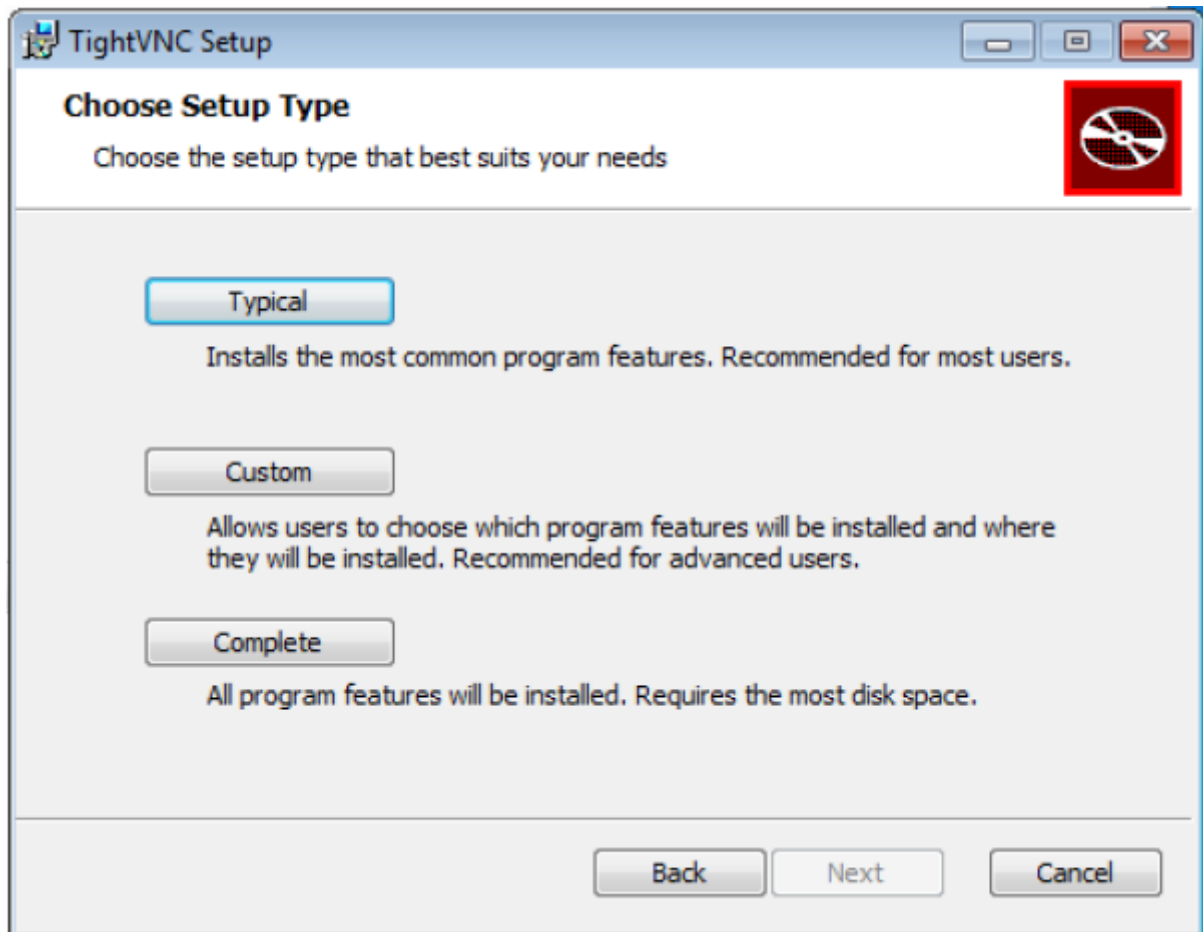 TightVNC Setup
Choose Setup Type
Choose the setup type that best suits your needs
Typical
Installs the most common program features. Recommended for most users.
Custom
Allows users to choose which program features will be installed and where
they will be installed. Recommended for advanced users.
Complete
All program features will be installed. Requires the most disk space.
Back Next Cancel